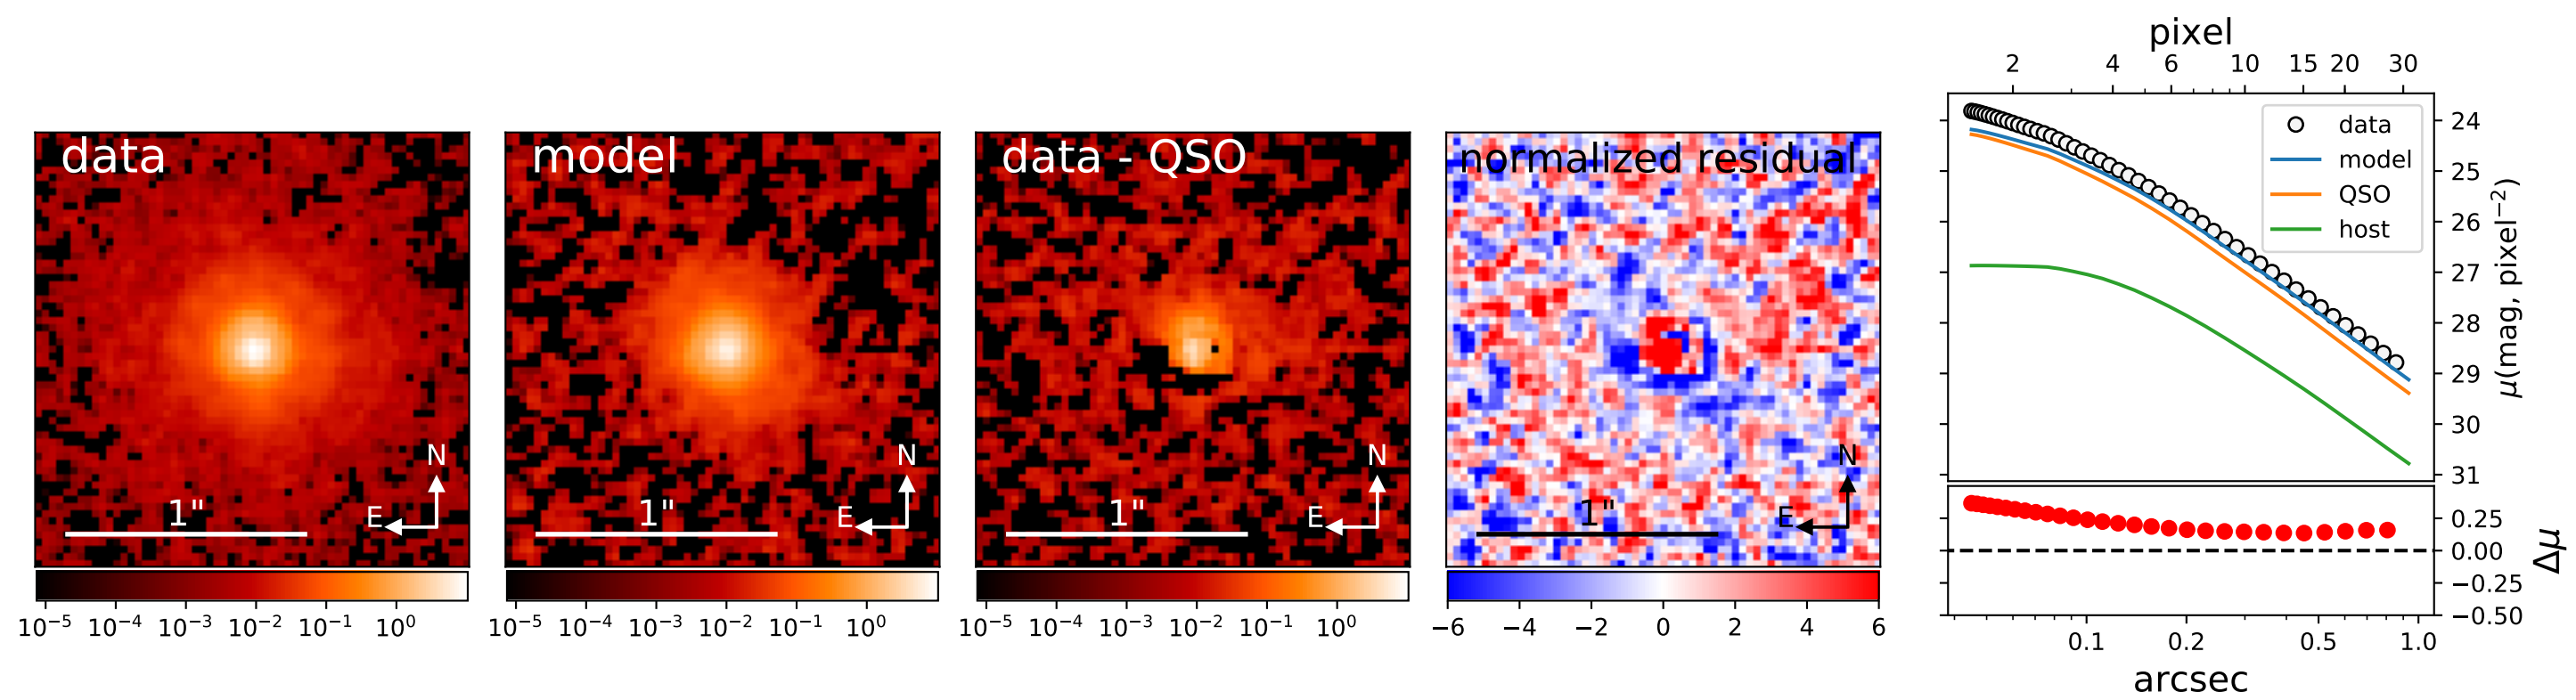 data
1"
N
E
10⁻⁵ 10⁻⁴ 10⁻³ 10⁻² 10⁻¹ 10⁰
model
1"
N
E
10⁻⁵ 10⁻⁴ 10⁻³ 10⁻² 10⁻¹ 10⁰
data - QSO
1"
N
E
10⁻⁵ 10⁻⁴ 10⁻³ 10⁻² 10⁻¹ 10⁰
normalized residual
1"
N
E
−6 −4 −2 0 2 4 6
pixel
2 4 6 10 15 20 30
data
model
QSO
host
24
25
26
27
28
29
30
31
μ(mag, pixel⁻²)
0.25
0.00
−0.25
−0.50
Δμ
0.1 0.2 0.5 1.0
arcsec